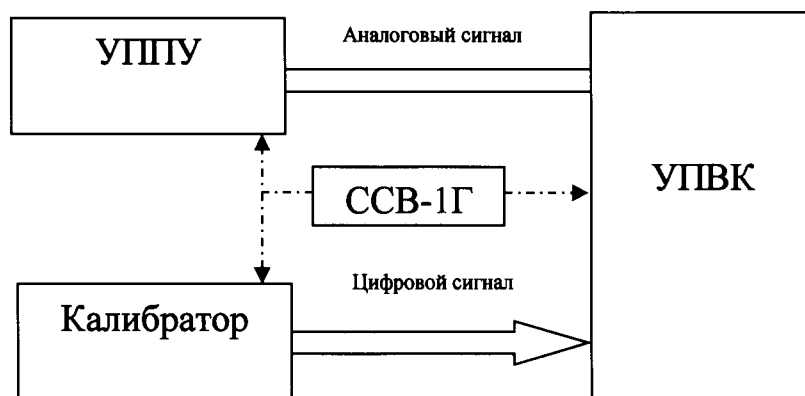 Аналоговый сигнал
УППУ
УПВК
ССВ-1Г
Цифровой сигнал
Калибратор